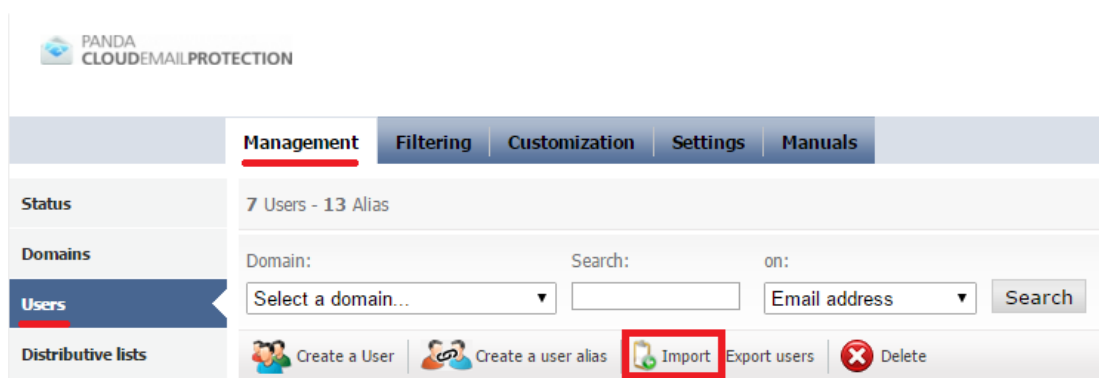 PANDA
CLOUDEMAILPROTECTION
Management Filtering Customization Settings Manuals
Status
7 Users - 13 Alias
Domains
Domain: Search: on:
Users
Select a domain... Email address Search
Distributive lists
Create a User Create a user alias Import Export users Delete